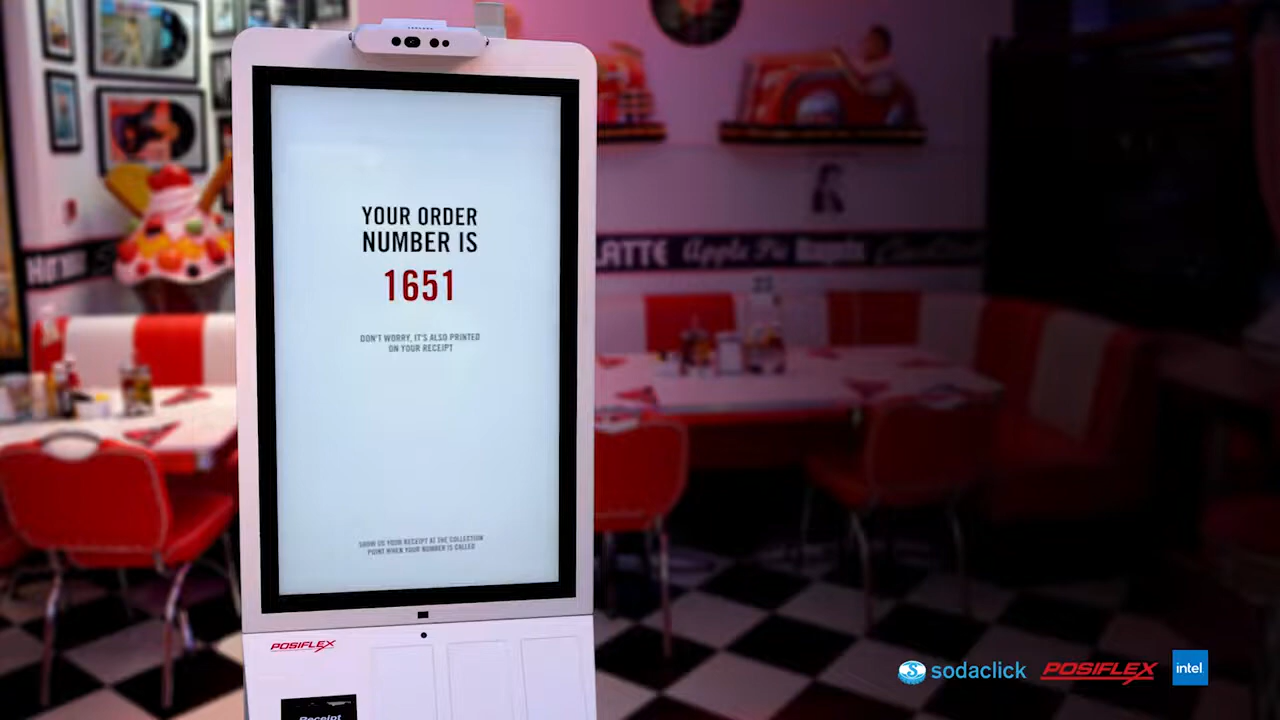 YOUR ORDER
NUMBER IS
1651
DON'T WORRY, IT'S ALSO PRINTED
ON YOUR RECEIPT
SHOW US YOUR RECEIPT AT THE COLLECTION
POINT WHEN YOUR NUMBER IS CALLED
POSIFLEX
Receipt
LATTE Apple Pie
sodaclick POSIFLEX intel